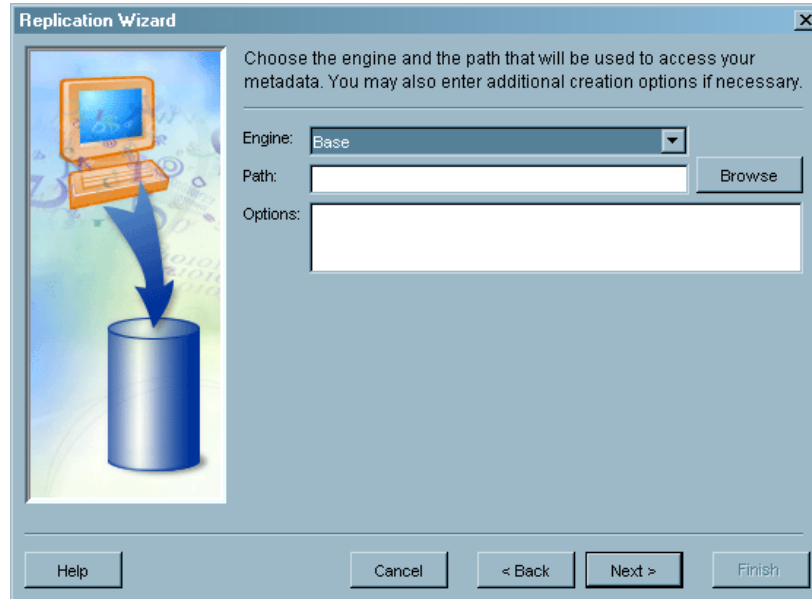 Replication Wizard
Choose the engine and the path that will be used to access your
metadata. You may also enter additional creation options if necessary.
Engine: Base
Path: Browse
Options:
Help Cancel < Back Next > Finish